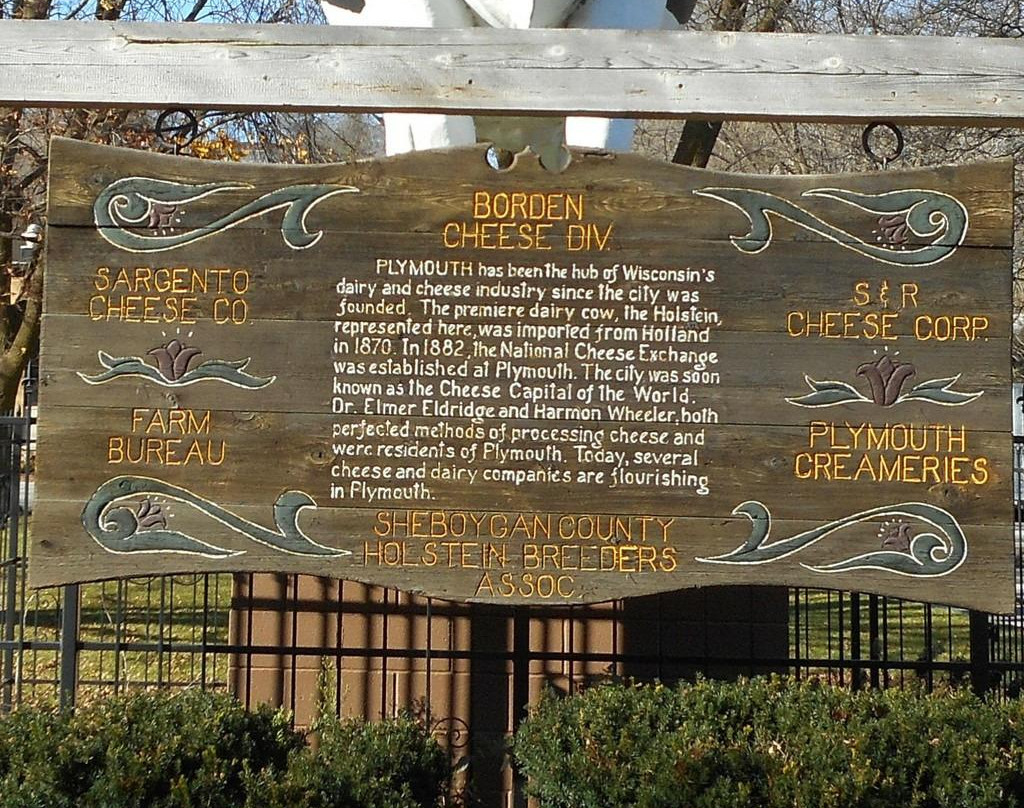 BORDEN
CHEESE DIV.
SARGENTO
CHEESE CO.
FARM
BUREAU
PLYMOUTH has been the hub of Wisconsin's
dairy and cheese industry since the city was
founded. The premiere dairy cow, the Holstein,
represented here, was imported from Holland
in 1870. In 1882, the National Cheese Exchange
was established at Plymouth. The city was soon
known as the Cheese Capital of the World.
Dr. Elmer Eldridge and Harmon Wheeler, both
perfected methods of processing cheese and
were residents of Plymouth. Today, several
cheese and dairy companies are flourishing
in Plymouth.
S & R
CHEESE CORP.
PLYMOUTH
CREAMERIES
SHEBOYGAN COUNTY
HOLSTEIN BREEDERS
ASSOC.